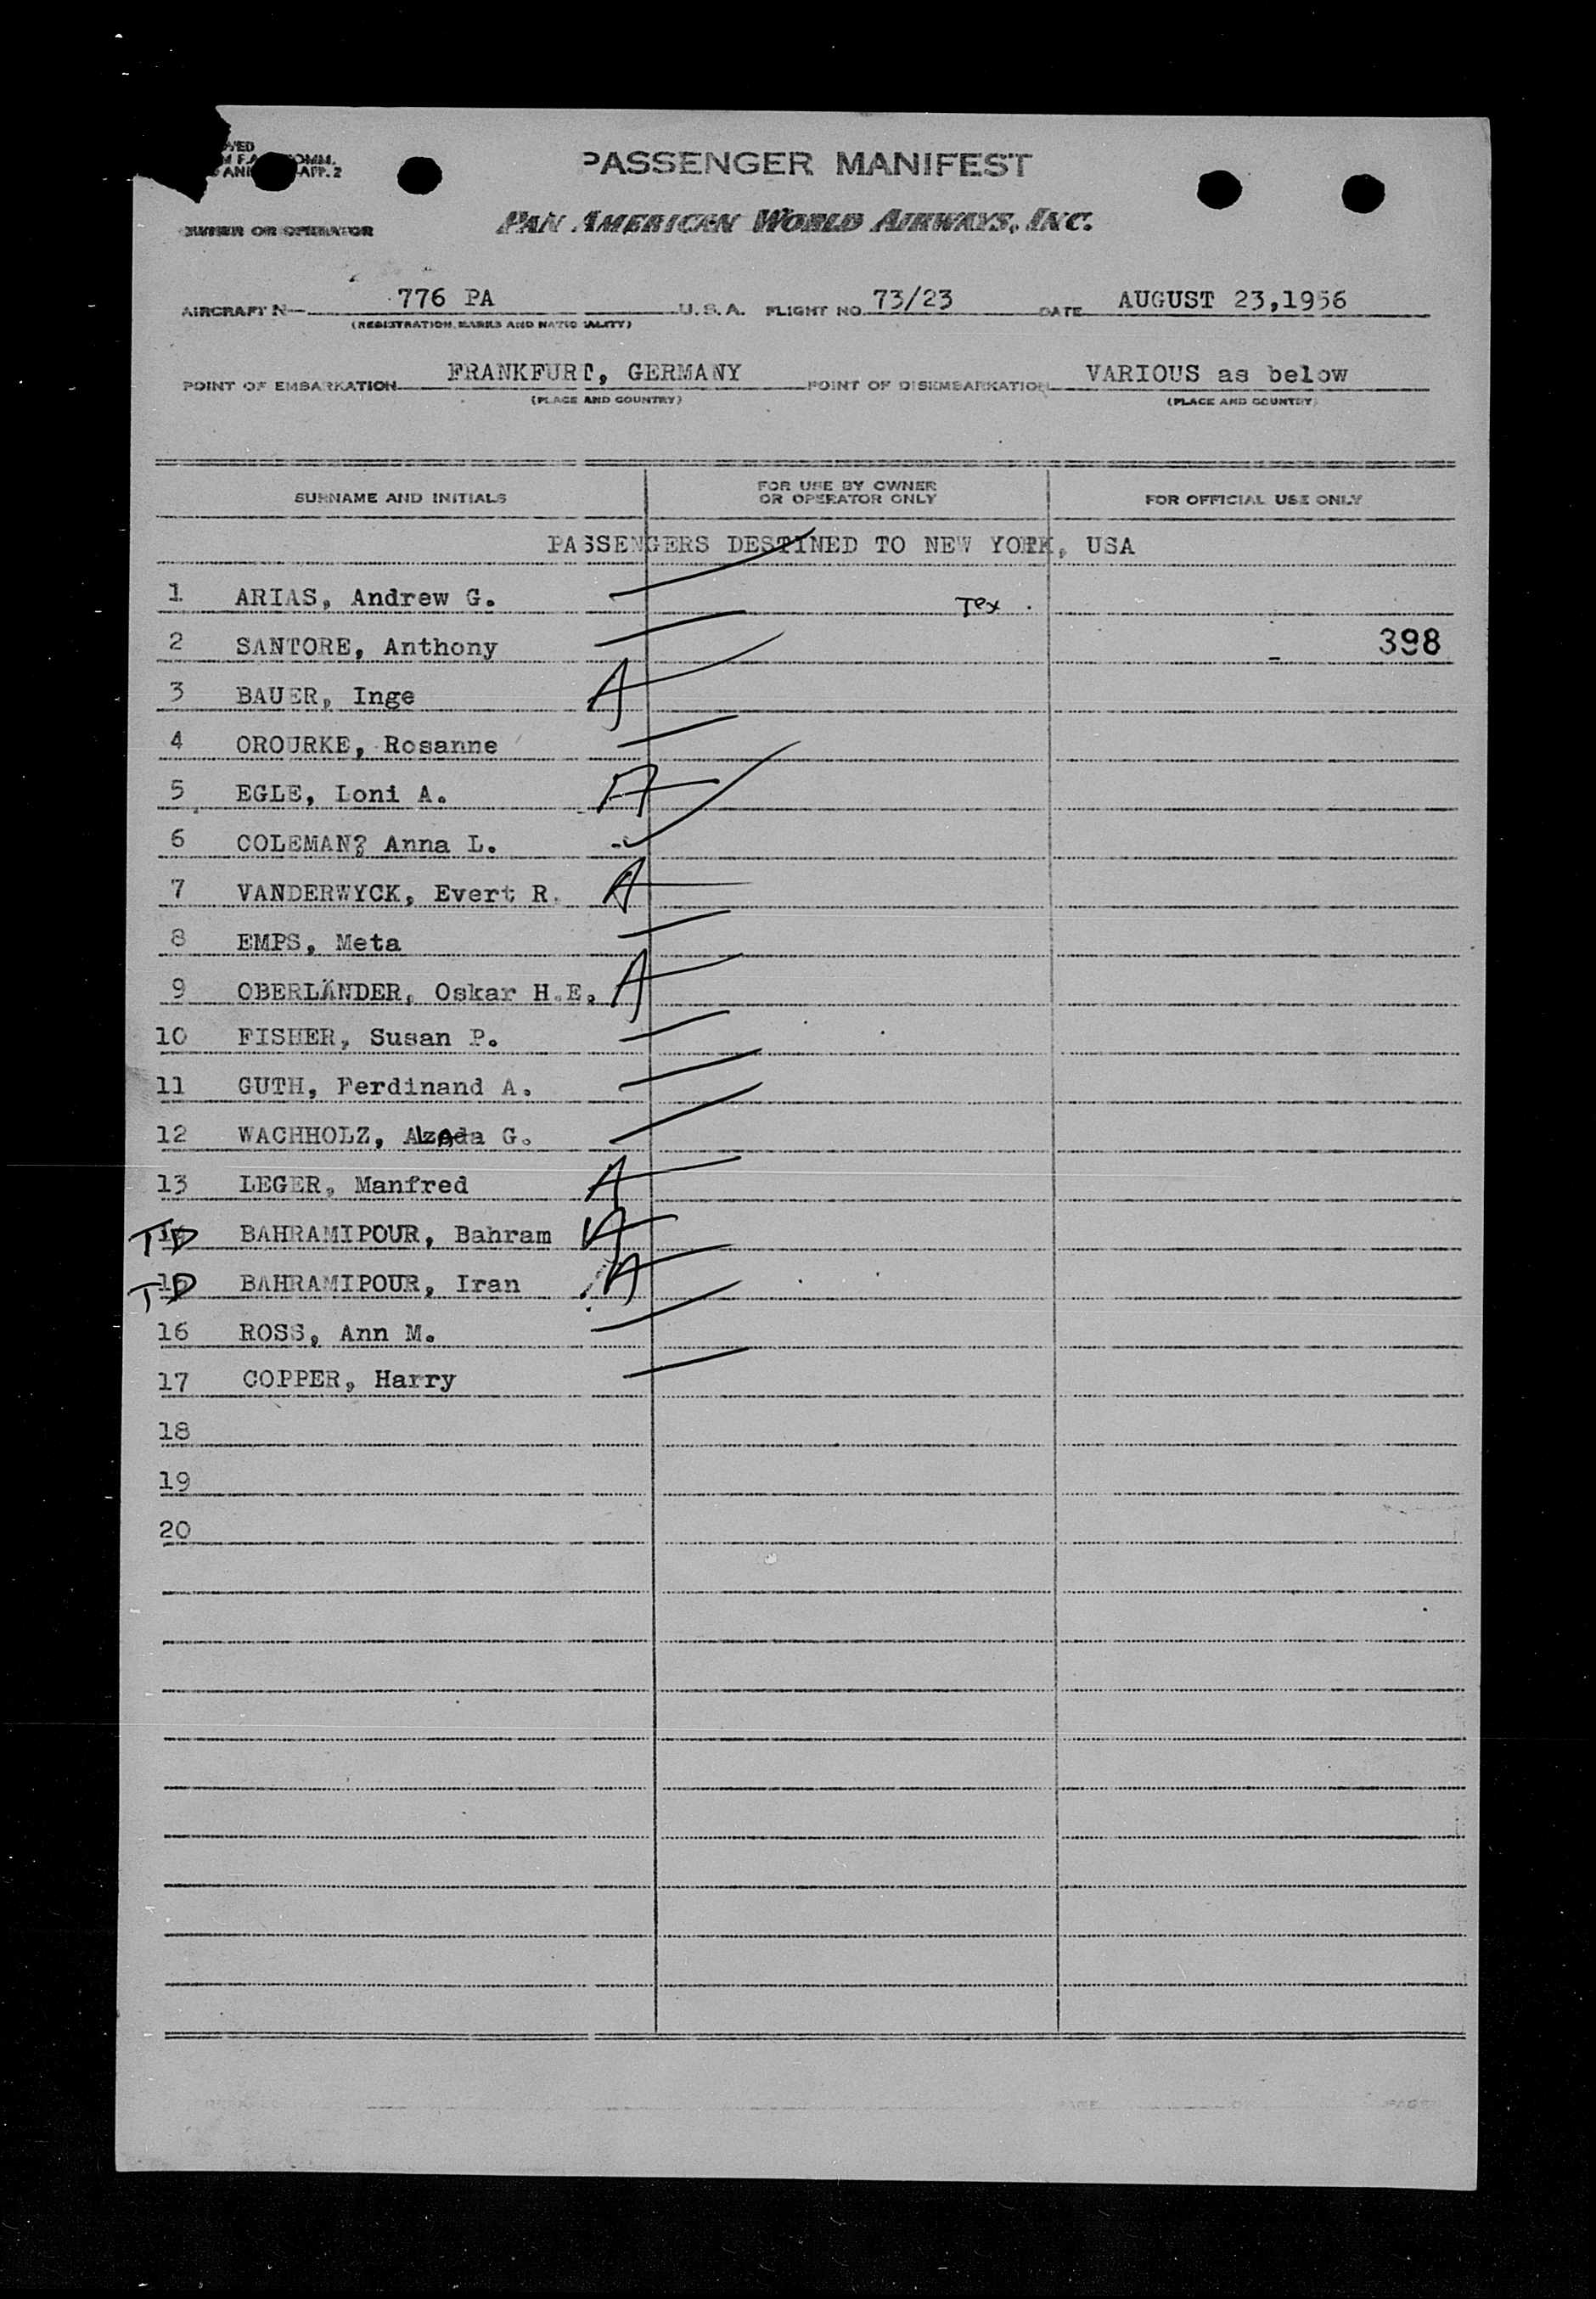 APP. 2
PASSENGER MANIFEST
OWNER OR OPERATOR PAN AMERICAN WORLD AIRWAYS, INC.
AIRCRAFT N 776 PA U.S.A. FLIGHT NO. 73/23 DATE AUGUST 23,1956
(REGISTRATION MARKS AND NATIONALITY)
POINT OF EMBARKATION FRANKFURT, GERMANY POINT OF DISEMBARKATION VARIOUS as below
(PLACE AND COUNTRY) (PLACE AND COUNTRY)
SURNAME AND INITIALS FOR USE BY OWNER OR OPERATOR ONLY FOR OFFICIAL USE ONLY
PASSENGERS DESTINED TO NEW YORK, USA
1 ARIAS, Andrew G. Tex
2 SANTORE, Anthony 398
3 BAUER, Inge A
4 OROURKE, Rosanne
5 EGLE, Loni A. A
6 COLEMAN? Anna L.
7 VANDERWYCK, Evert R. A
8 EMPS, Meta
9 OBERLÄNDER, Oskar H.E. A
10 FISHER, Susan P.
11 GUTH, Ferdinand A.
12 WACHHOLZ, G.
13 LEGER, Manfred A
TD 14 BAHRAMIPOUR, Bahram A
TD 15 BAHRAMIPOUR, Iran A
16 ROSS, Ann M.
17 COPPER, Harry
18
19
20